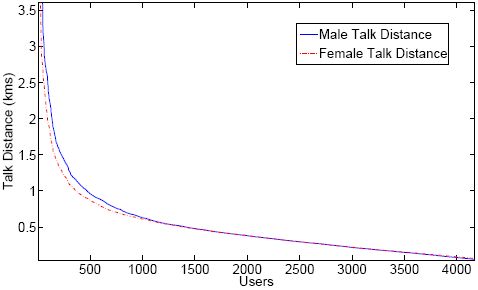 3.5
3
2.5
2
1.5
1
0.5
Talk Distance (kms)
Male Talk Distance
Female Talk Distance
500 1000 1500 2000 2500 3000 3500 4000
Users